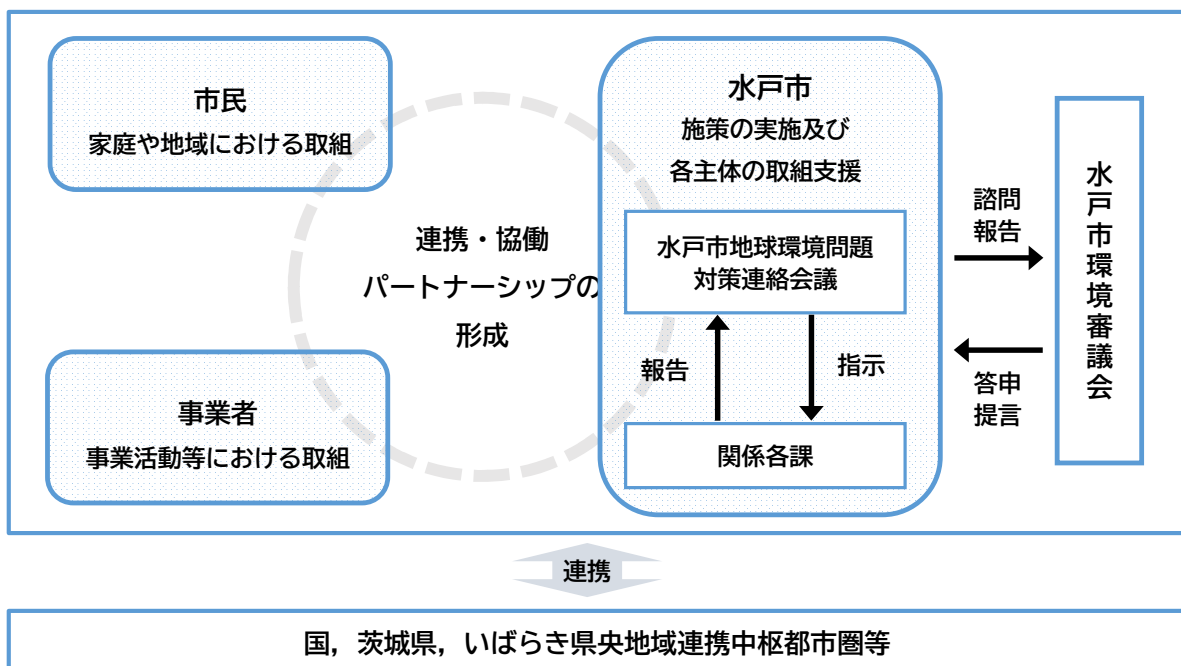 市民
家庭や地域における取組
事業者
事業活動等における取組
連携・協働
パートナーシップの
形成
水戸市
施策の実施及び
各主体の取組支援
水戸市地球環境問題
対策連絡会議
報告
指示
関係各課
諮問
報告
答申
提言
水戸市環境審議会
連携
国，茨城県，いばらき県央地域連携中枢都市圏等